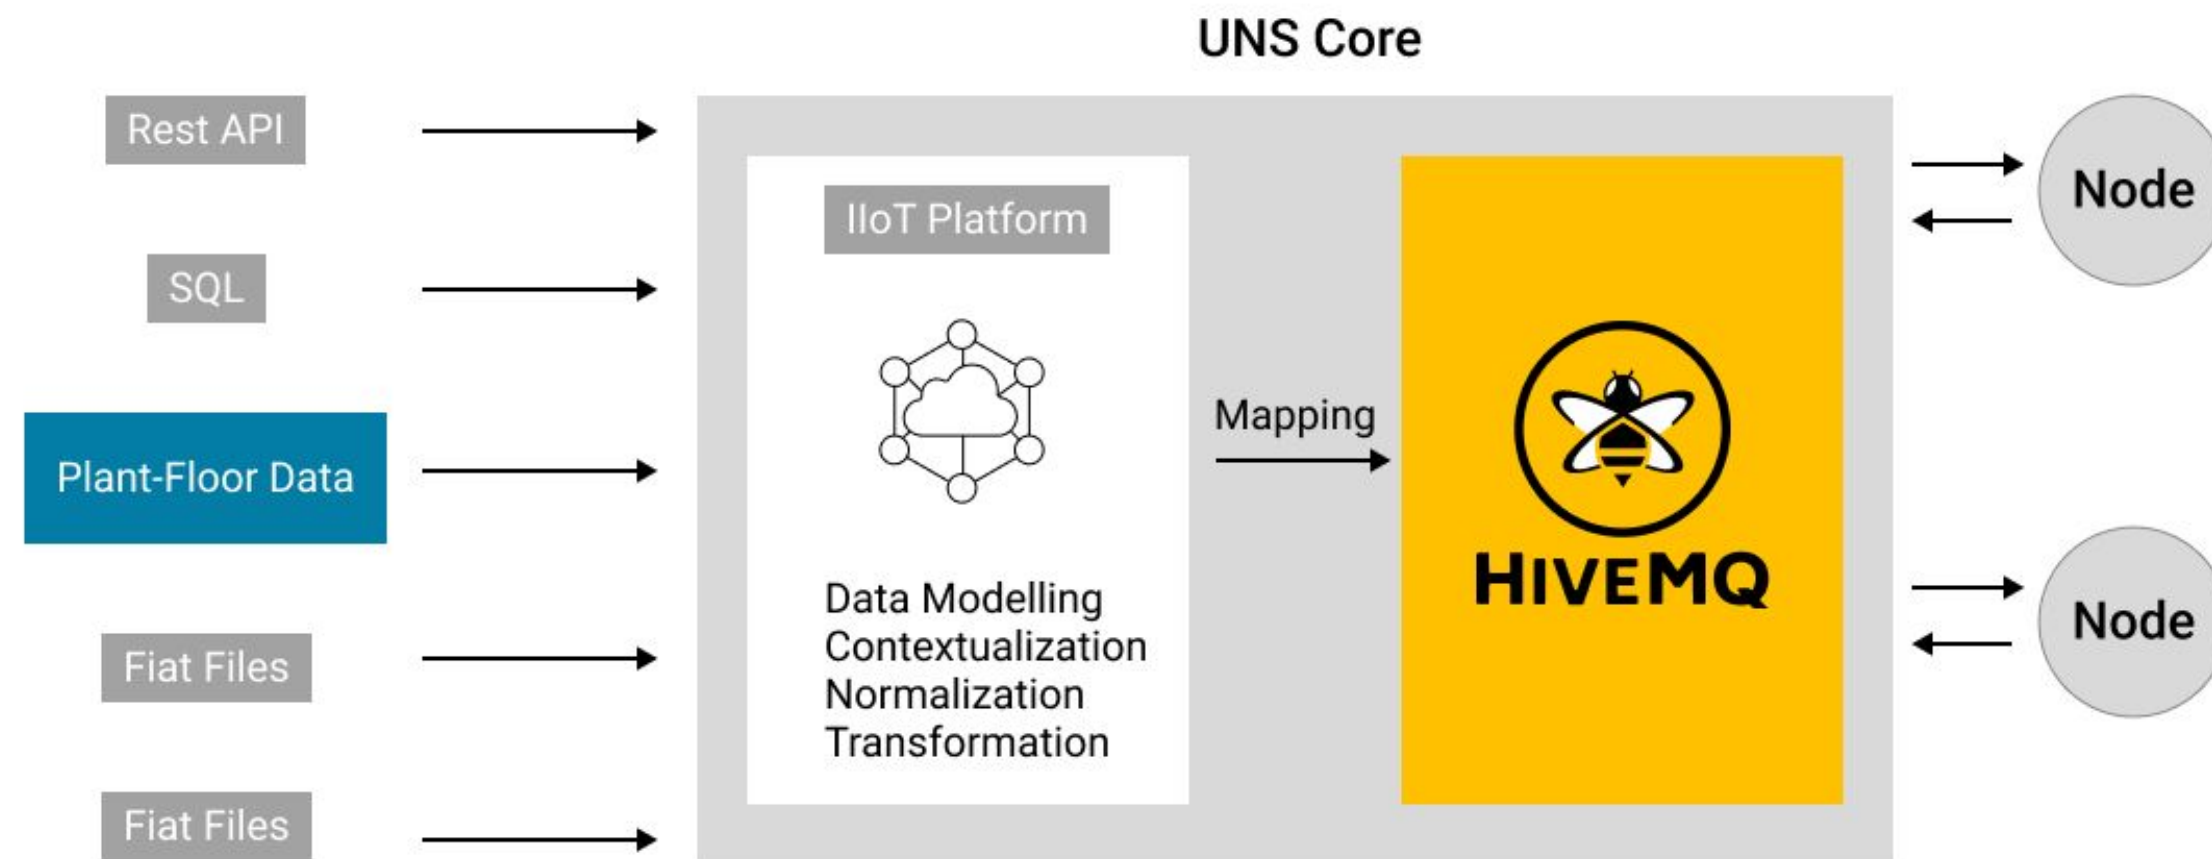 UNS Core
Rest API
SQL
Plant-Floor Data
Fiat Files
Fiat Files
IIoT Platform
Data Modelling
Contextualization
Normalization
Transformation
Mapping
HIVEMQ
Node
Node